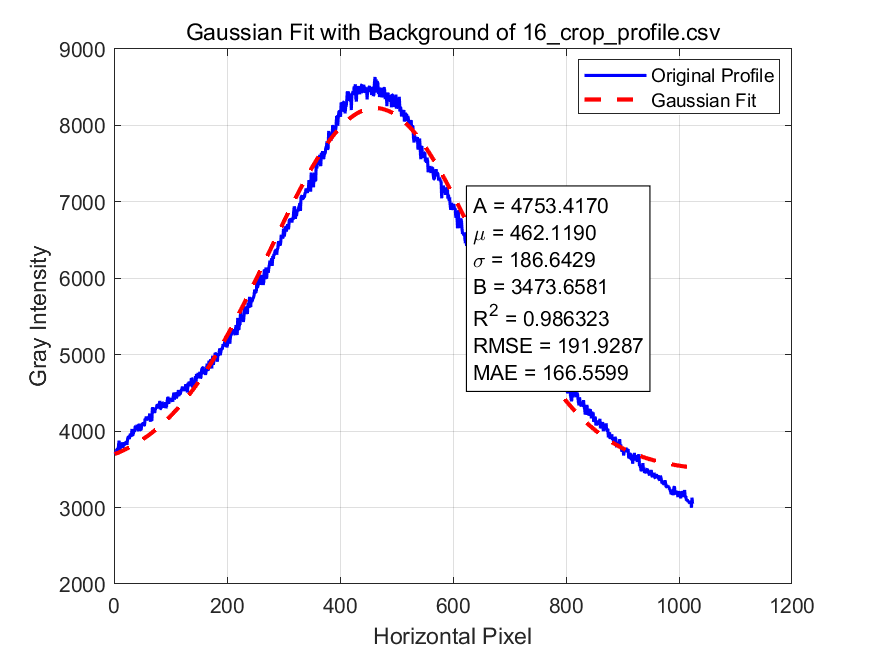 Gaussian Fit with Background of 16_crop_profile.csv
9000
8000
7000
6000
5000
4000
3000
2000
Gray Intensity
Original Profile
Gaussian Fit
A = 4753.4170
μ = 462.1190
σ = 186.6429
B = 3473.6581
R² = 0.986323
RMSE = 191.9287
MAE = 166.5599
0 200 400 600 800 1000 1200
Horizontal Pixel